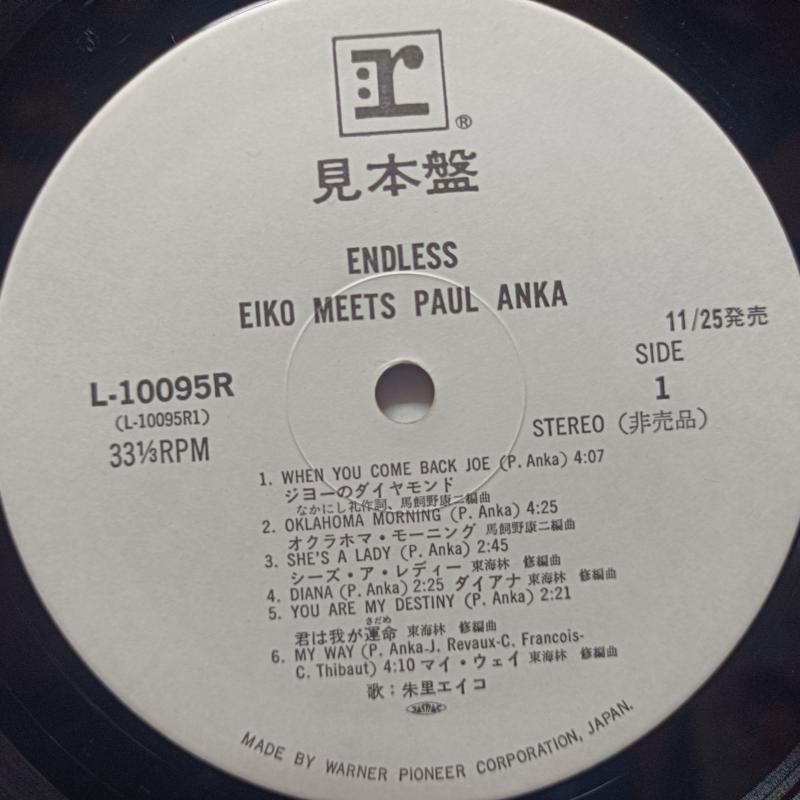 r
®
見本盤
ENDLESS
EIKO MEETS PAUL ANKA
11/25発売
L-10095R
(L-10095R1)
33⅓RPM
SIDE
1
STEREO (非売品)
1. WHEN YOU COME BACK JOE (P. Anka) 4:07
ジョーのダイヤモンド
なかにし礼作詞、馬飼野康二編曲
2. OKLAHOMA MORNING (P. Anka) 4:25
オクラホマ・モーニング 馬飼野康二編曲
3. SHE'S A LADY (P. Anka) 2:45
シーズ・ア・レディー 東海林 修編曲
4. DIANA (P. Anka) 2:25 ダイアナ 東海林 修編曲
5. YOU ARE MY DESTINY (P. Anka) 2:21
さだめ
君は我が運命 東海林 修編曲
6. MY WAY (P. Anka-J. Revaux-C. Francois-
C. Thibaut) 4:10 マイ・ウェイ 東海林 修編曲
歌：朱里エイコ
JASRAC
MADE BY WARNER PIONEER CORPORATION, JAPAN.